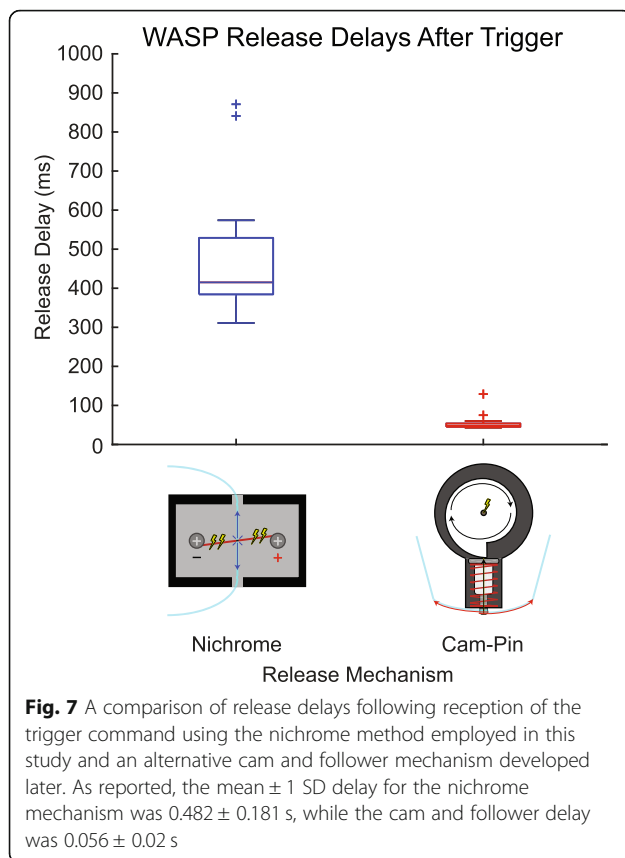 WASP Release Delays After Trigger
1000
900
800
700
600
500
400
300
200
100
0
Release Delay (ms)
− +
Nichrome Cam-Pin
Release Mechanism
Fig. 7 A comparison of release delays following reception of the
trigger command using the nichrome method employed in this
study and an alternative cam and follower mechanism developed
later. As reported, the mean ± 1 SD delay for the nichrome
mechanism was 0.482 ± 0.181 s, while the cam and follower delay
was 0.056 ± 0.02 s